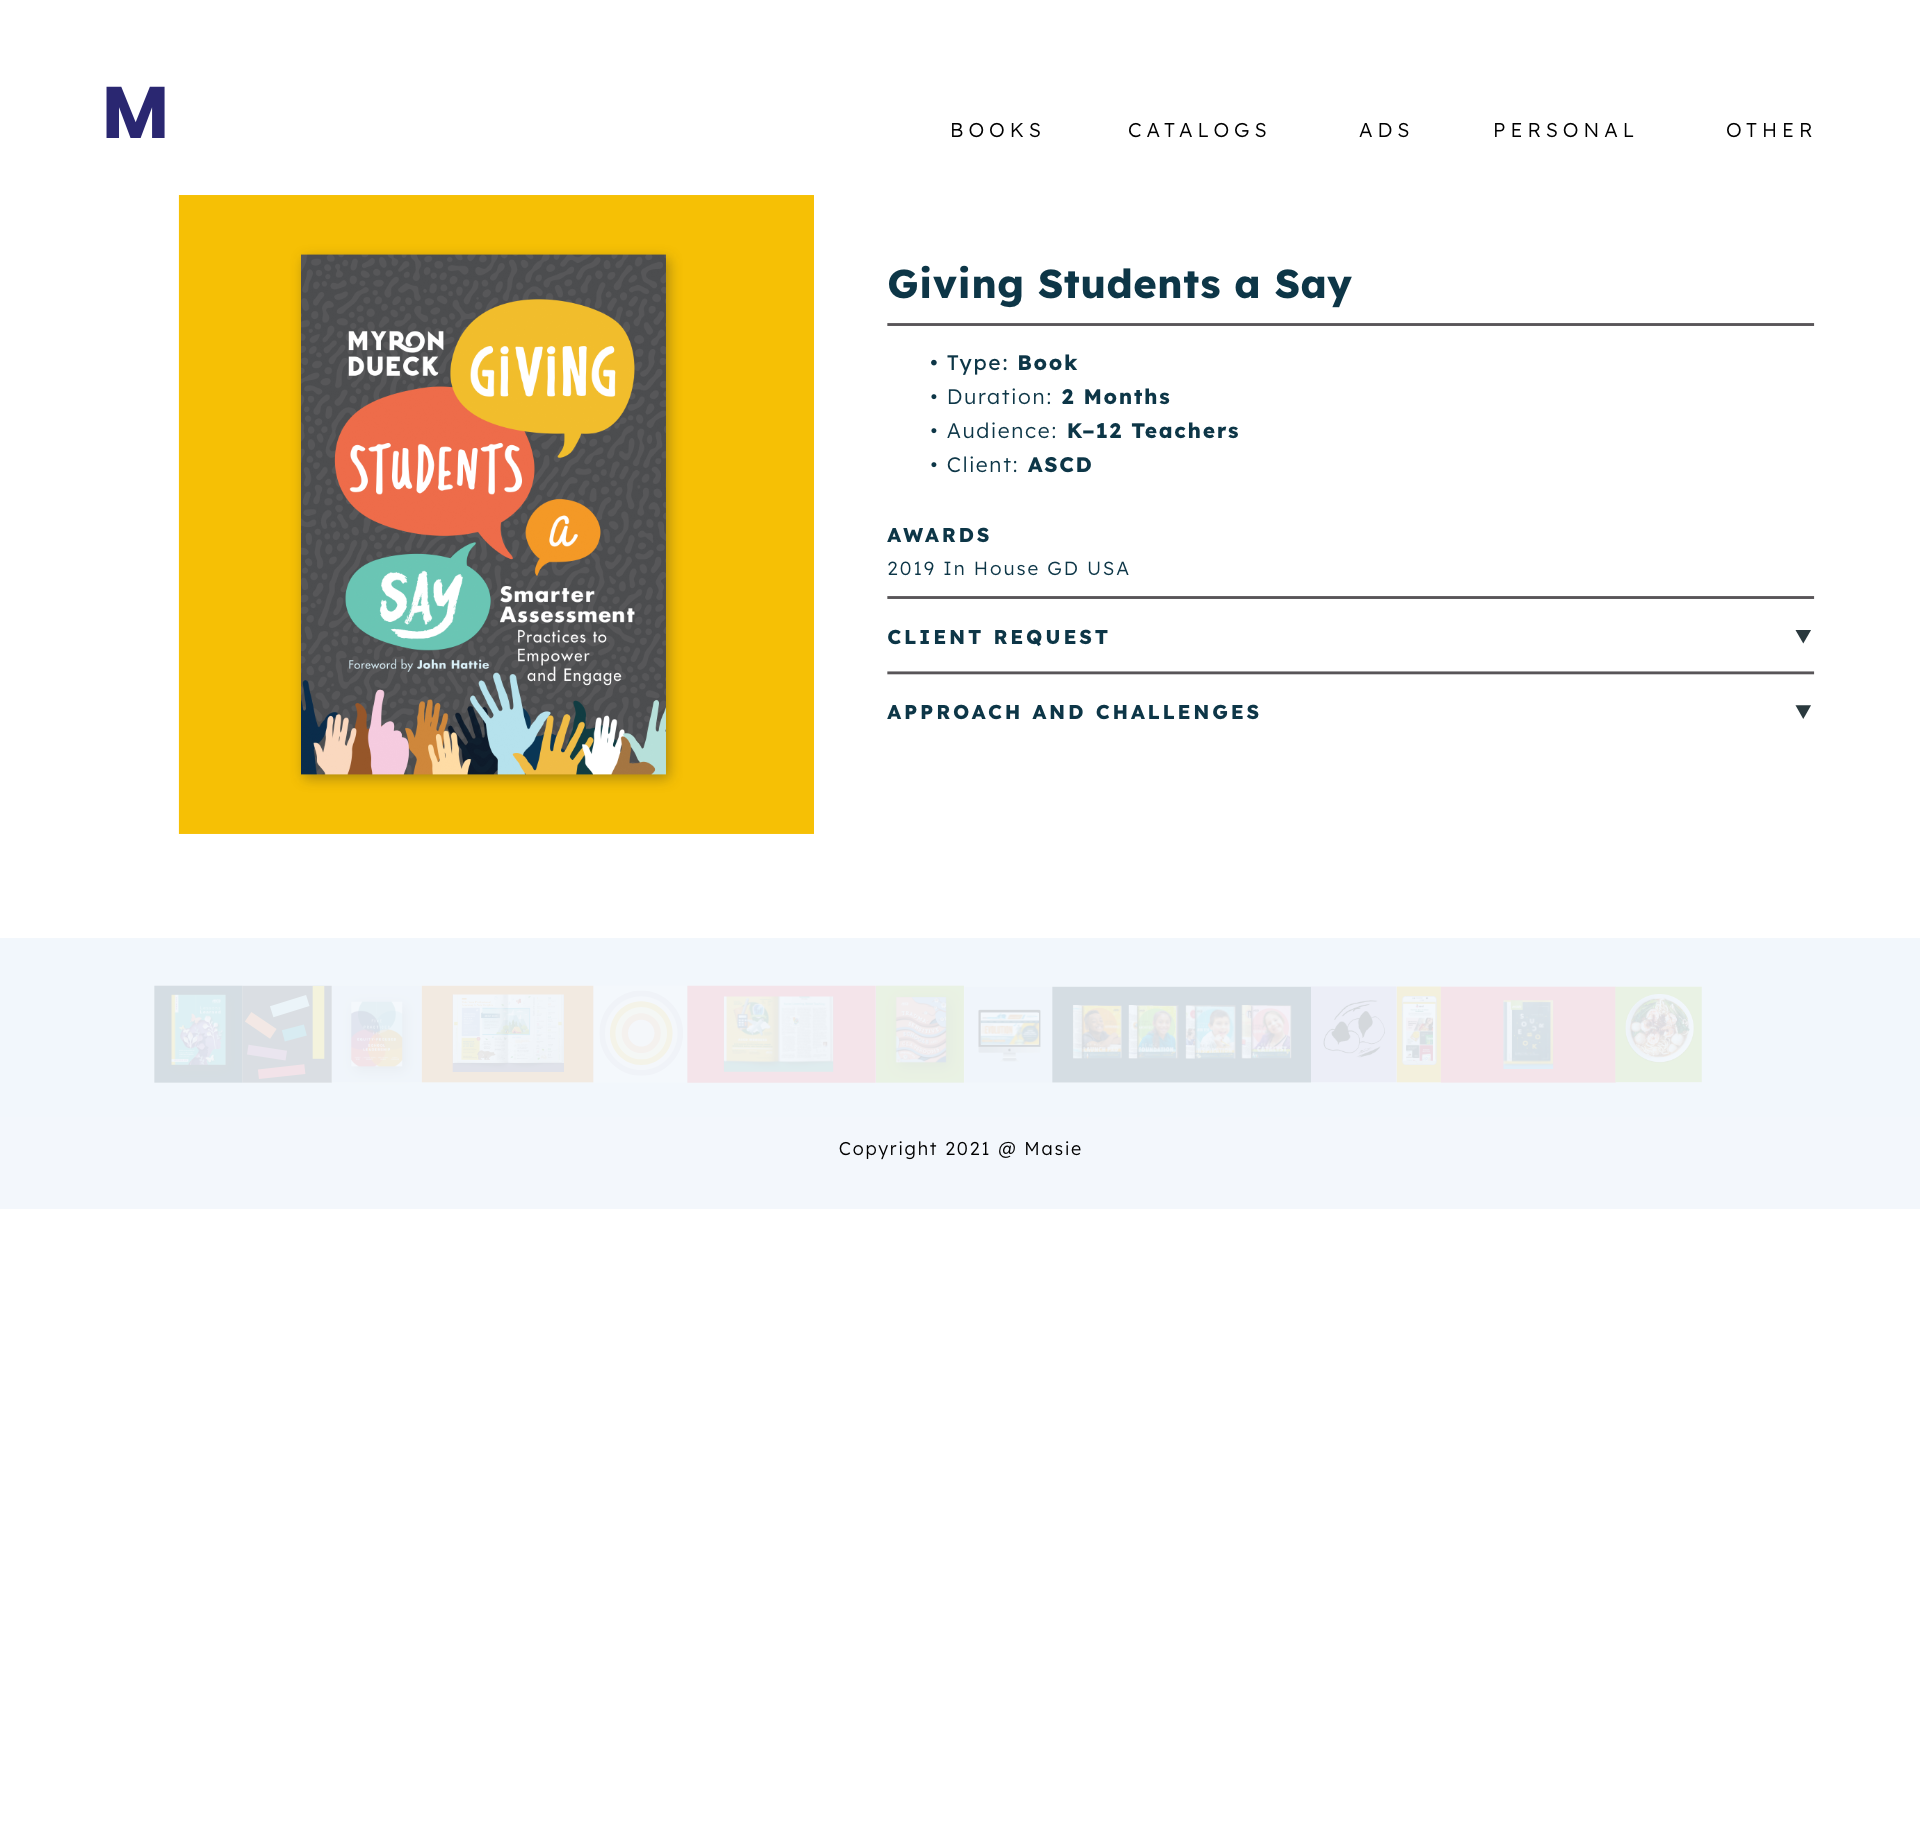 M
BOOKS CATALOGS ADS PERSONAL OTHER
MYRON
DUECK
GIVING
STUDENTS
a
SAY
Smarter
Assessment
Practices to
Empower
and Engage
Foreword by John Hattie
Giving Students a Say
• Type: Book
• Duration: 2 Months
• Audience: K–12 Teachers
• Client: ASCD
AWARDS
2019 In House GD USA
CLIENT REQUEST ▼
APPROACH AND CHALLENGES ▼
Copyright 2021 @ Masie